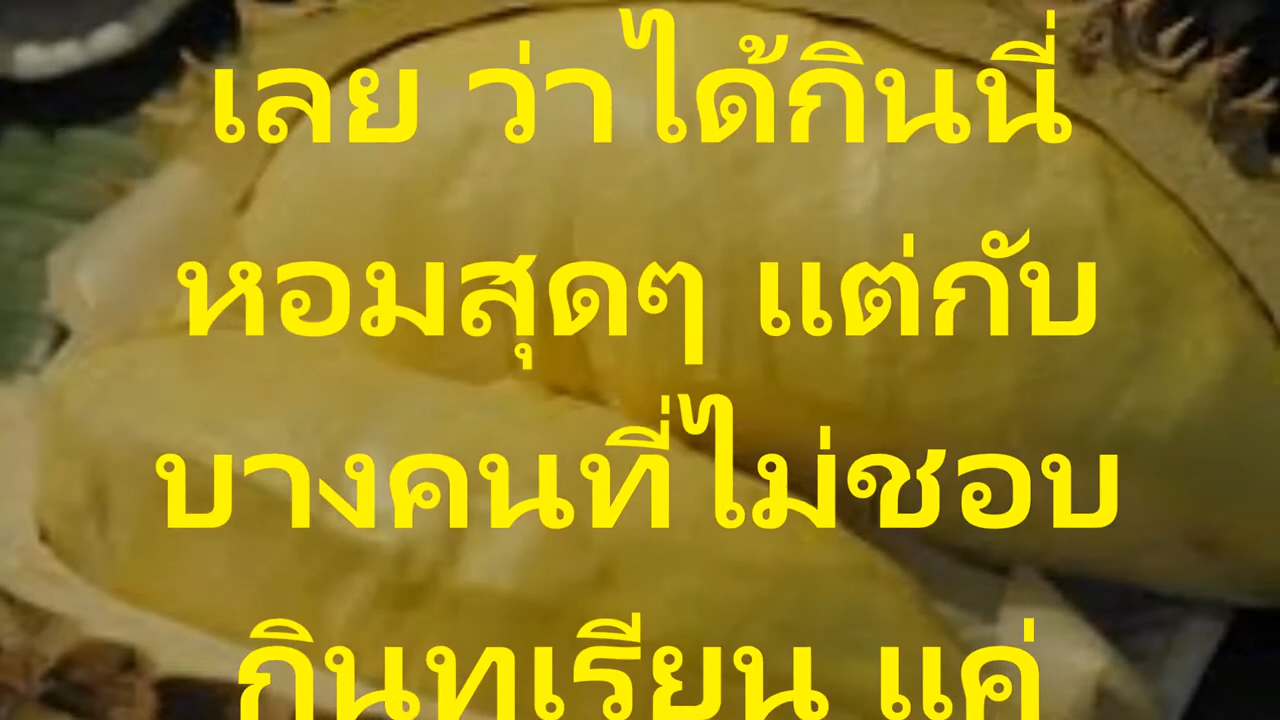 เลย ว่าได้กินนี่
หอมสุดๆ แต่กับ
บางคนที่ไม่ชอบ
กินทุเรียน แค่